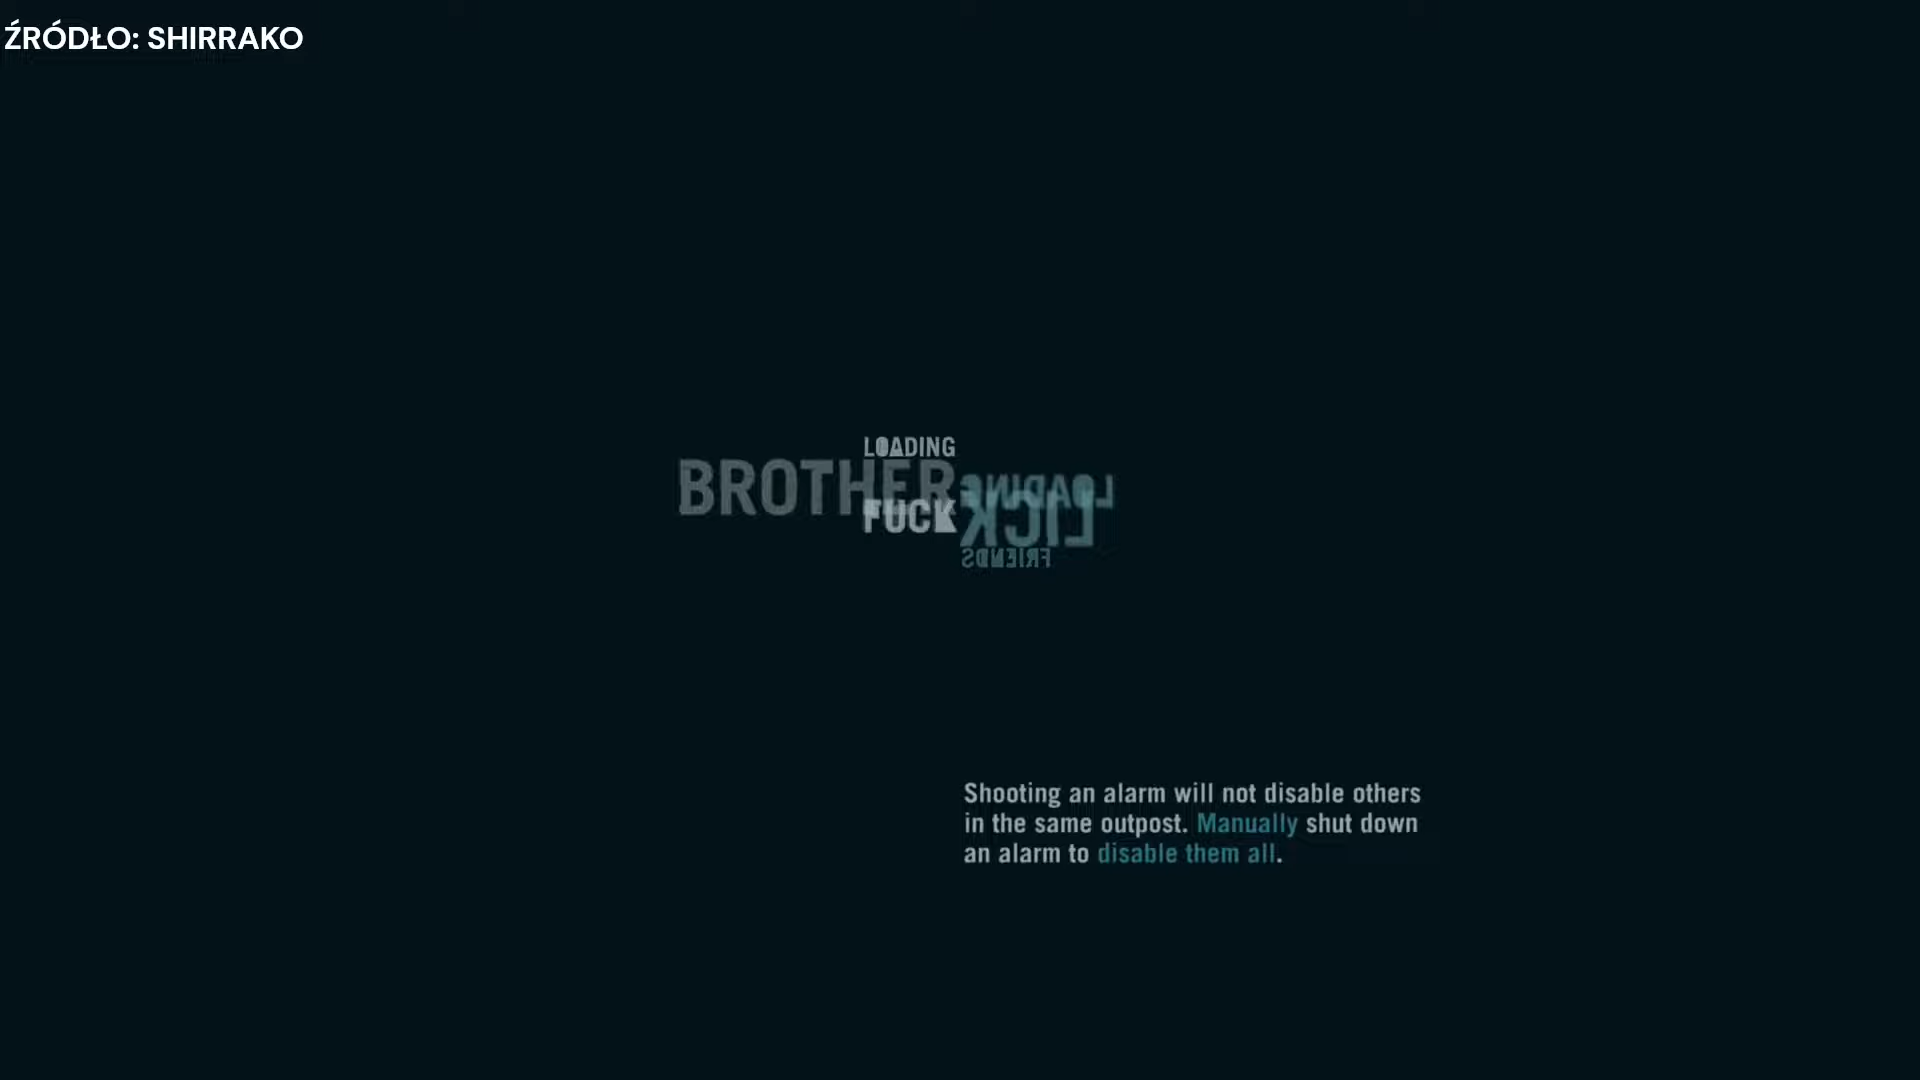 ŹRÓDŁO: SHIRRAKO
LOADING
BROTHER
FUCK
LOADING
LICK
FRIENDS
Shooting an alarm will not disable others
in the same outpost. Manually shut down
an alarm to disable them all.